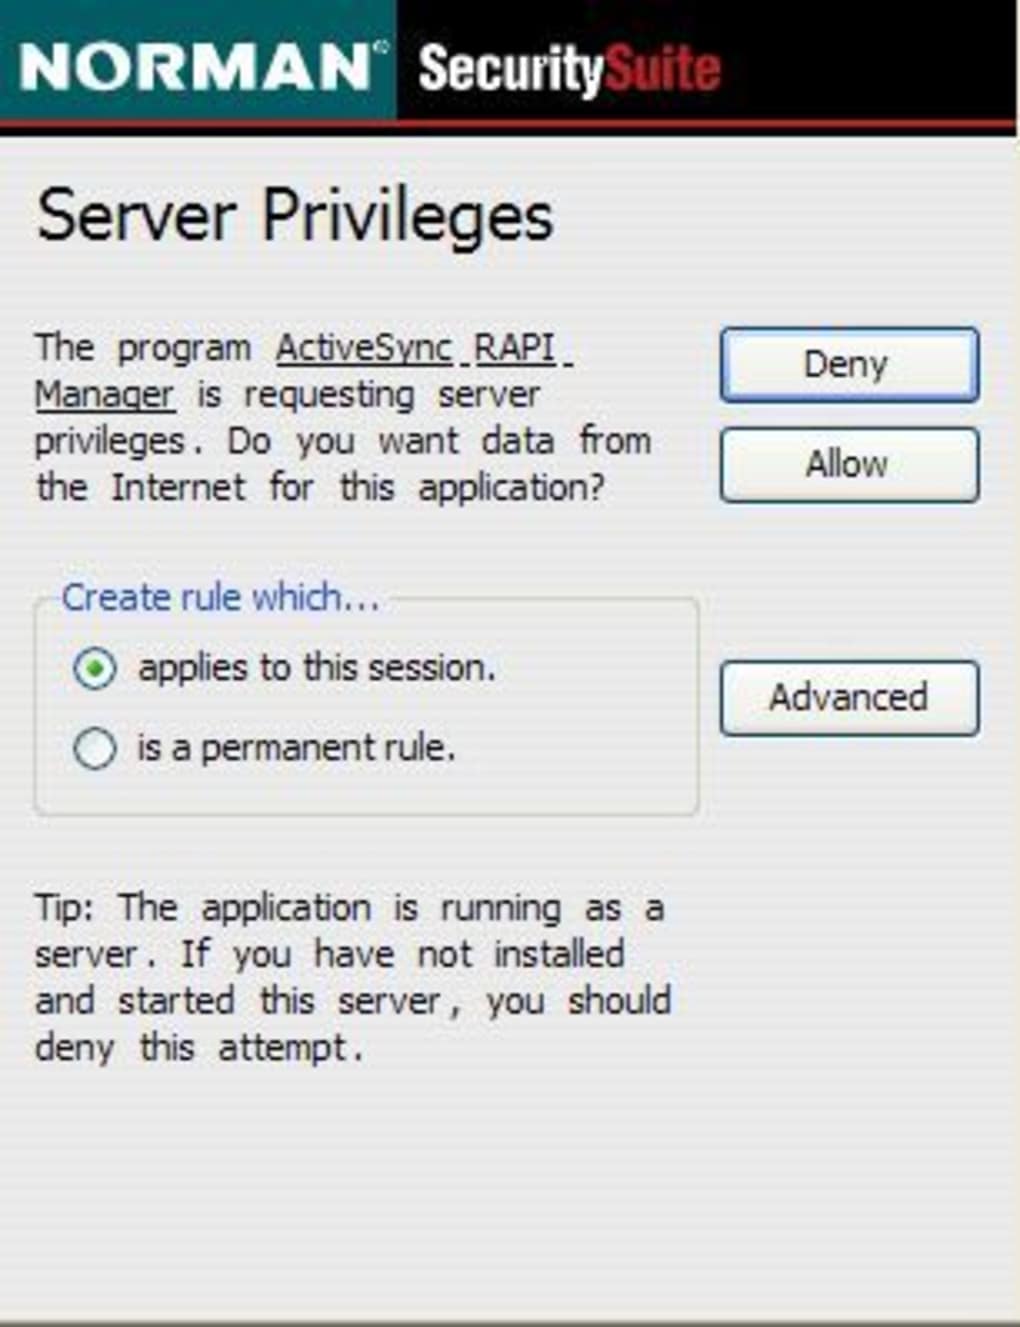 NORMAN® SecuritySuite
Server Privileges
The program ActiveSync RAPI
Manager is requesting server
privileges. Do you want data from
the Internet for this application?
Deny
Allow
Create rule which...
applies to this session.
is a permanent rule.
Advanced
Tip: The application is running as a
server. If you have not installed
and started this server, you should
deny this attempt.